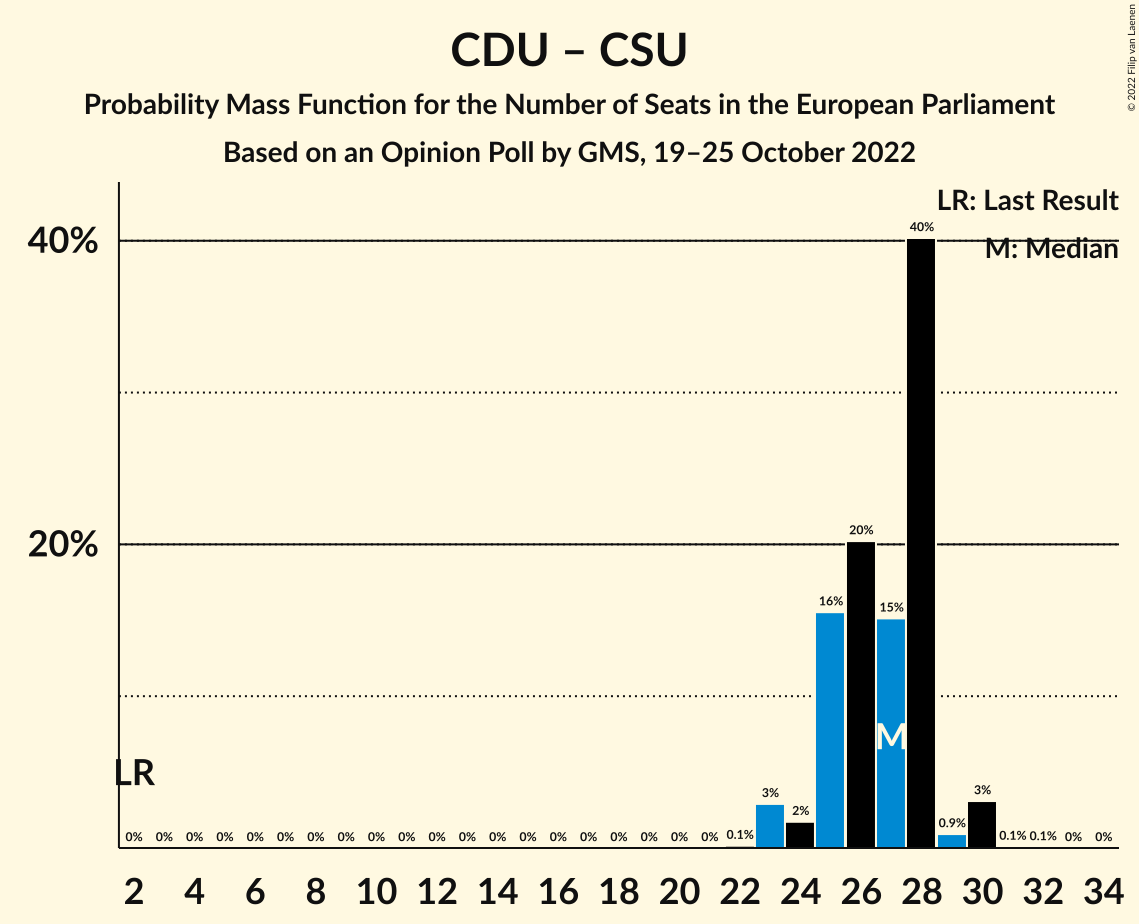 CDU – CSU
Probability Mass Function for the Number of Seats in the European Parliament
Based on an Opinion Poll by GMS, 19–25 October 2022
© 2022 Filip van Laenen
LR: Last Result
M: Median
40%
20%
40%
20%
16%
15%
M
LR
3%
2%
0.9%
3%
0% 0% 0% 0% 0% 0% 0% 0% 0% 0% 0% 0% 0% 0% 0% 0% 0% 0% 0% 0% 0.1% 0.1% 0.1% 0% 0%
2 4 6 8 10 12 14 16 18 20 22 24 26 28 30 32 34